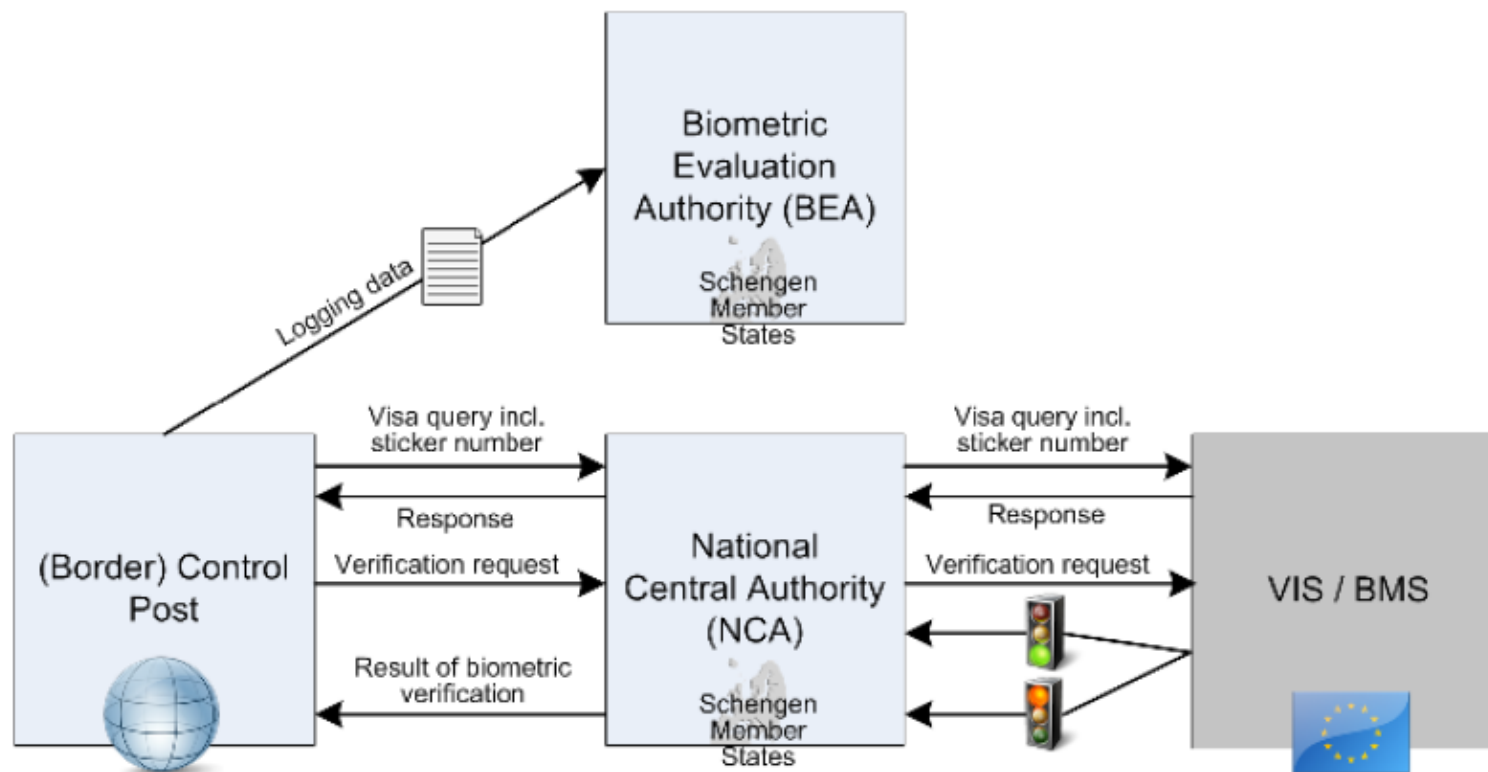 Biometric
Evaluation
Authority (BEA)
Schengen
Member
States
Logging data
Visa query incl.
sticker number
Visa query incl.
sticker number
Response
Response
(Border) Control
Post
Verification request
National
Central Authority
(NCA)
Verification request
VIS / BMS
Result of biometric
verification
Schengen
Member
States